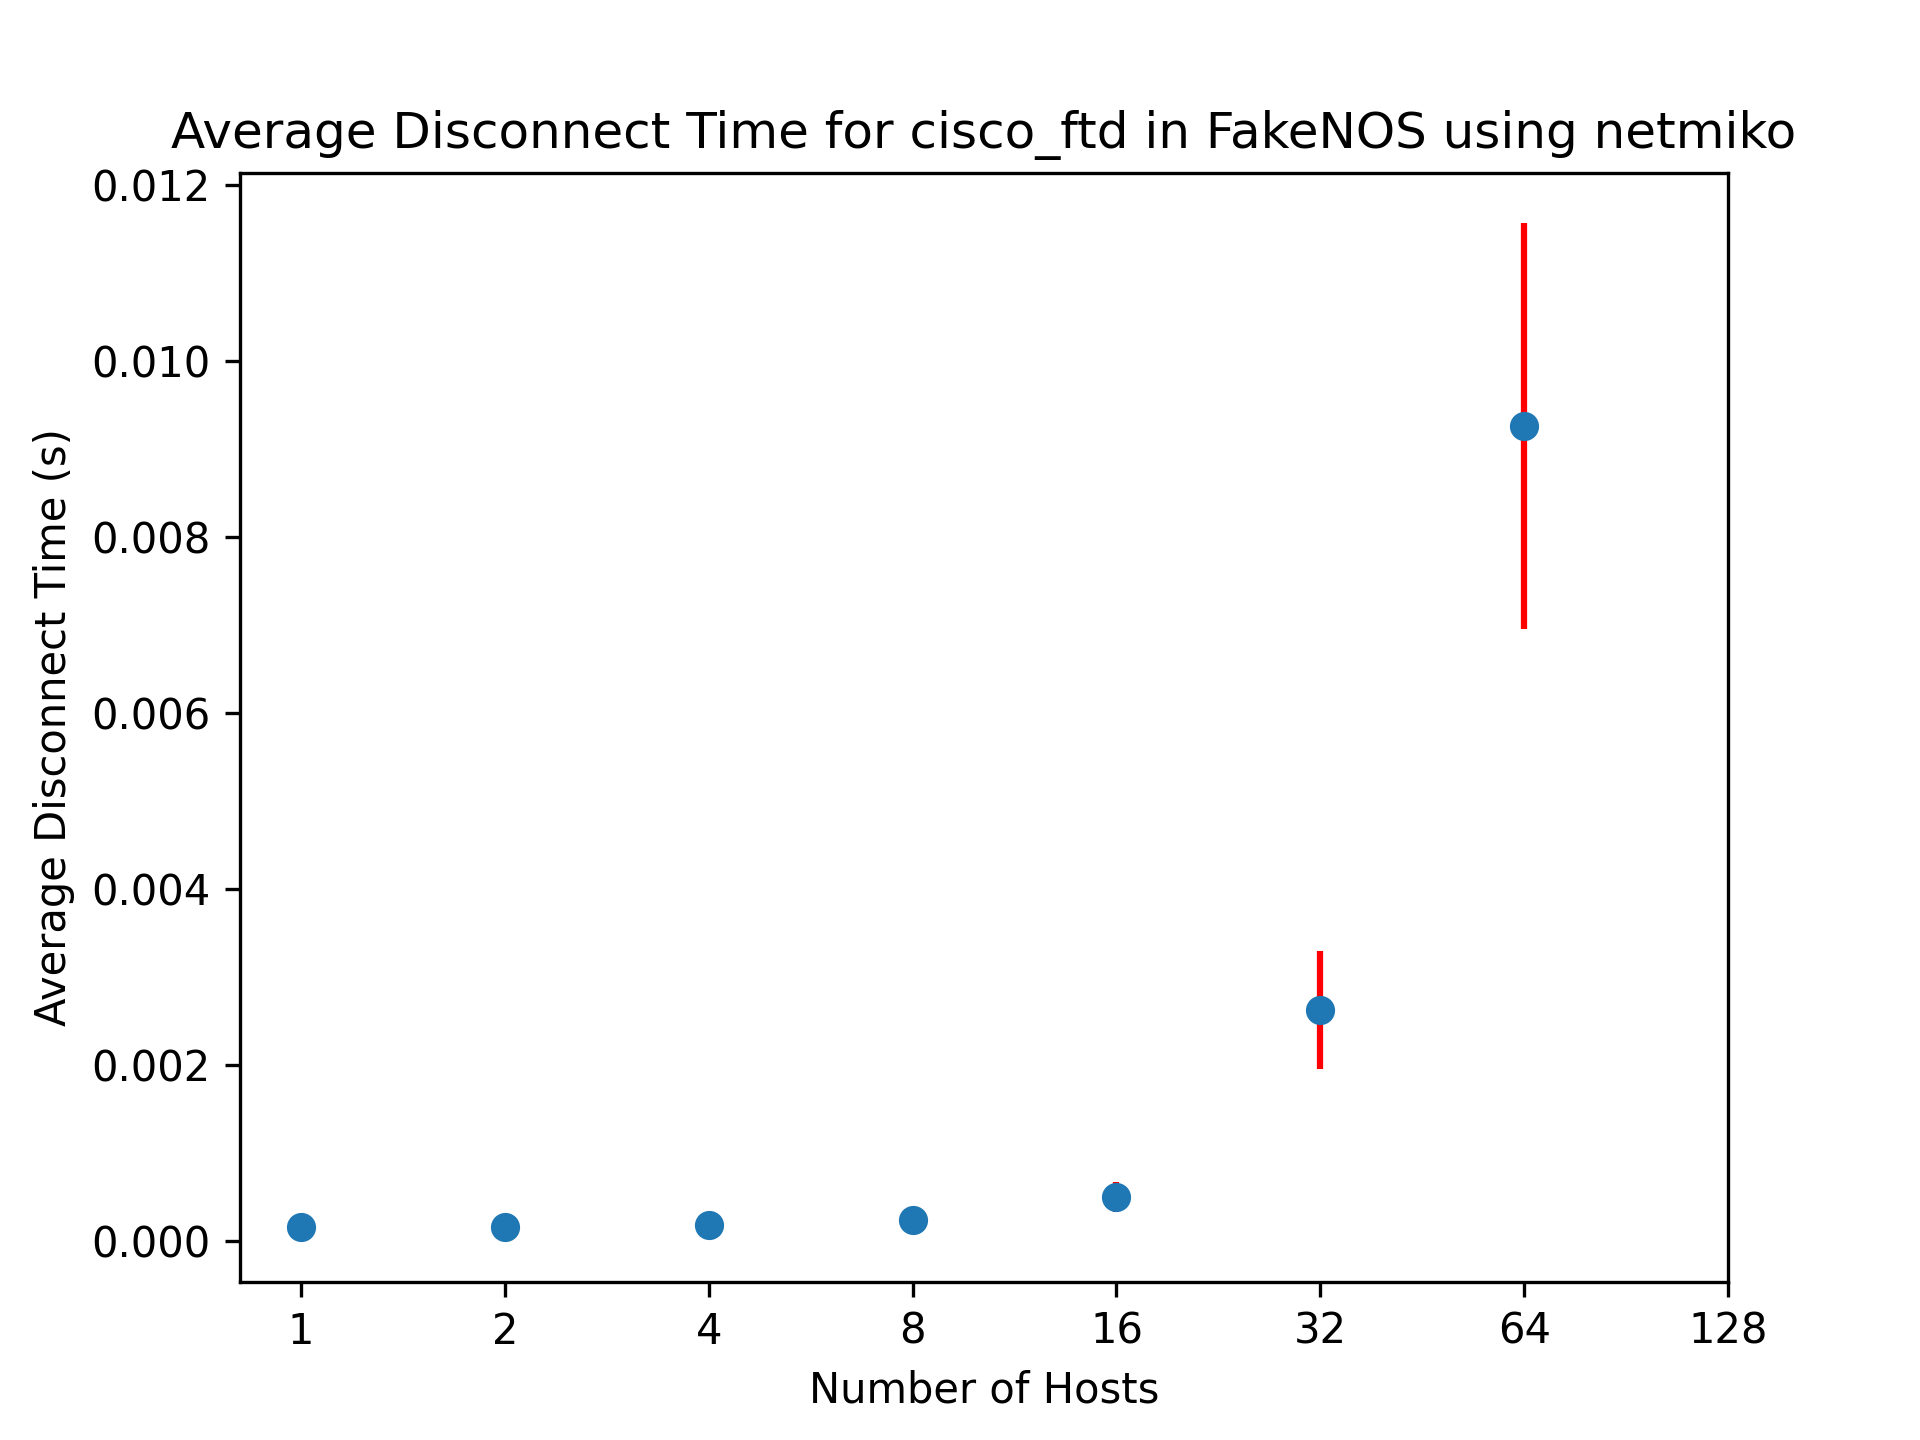 Average Disconnect Time for cisco_ftd in FakeNOS using netmiko
0.012
0.010
0.008
0.006
0.004
0.002
0.000
Average Disconnect Time (s)
1 2 4 8 16 32 64 128
Number of Hosts